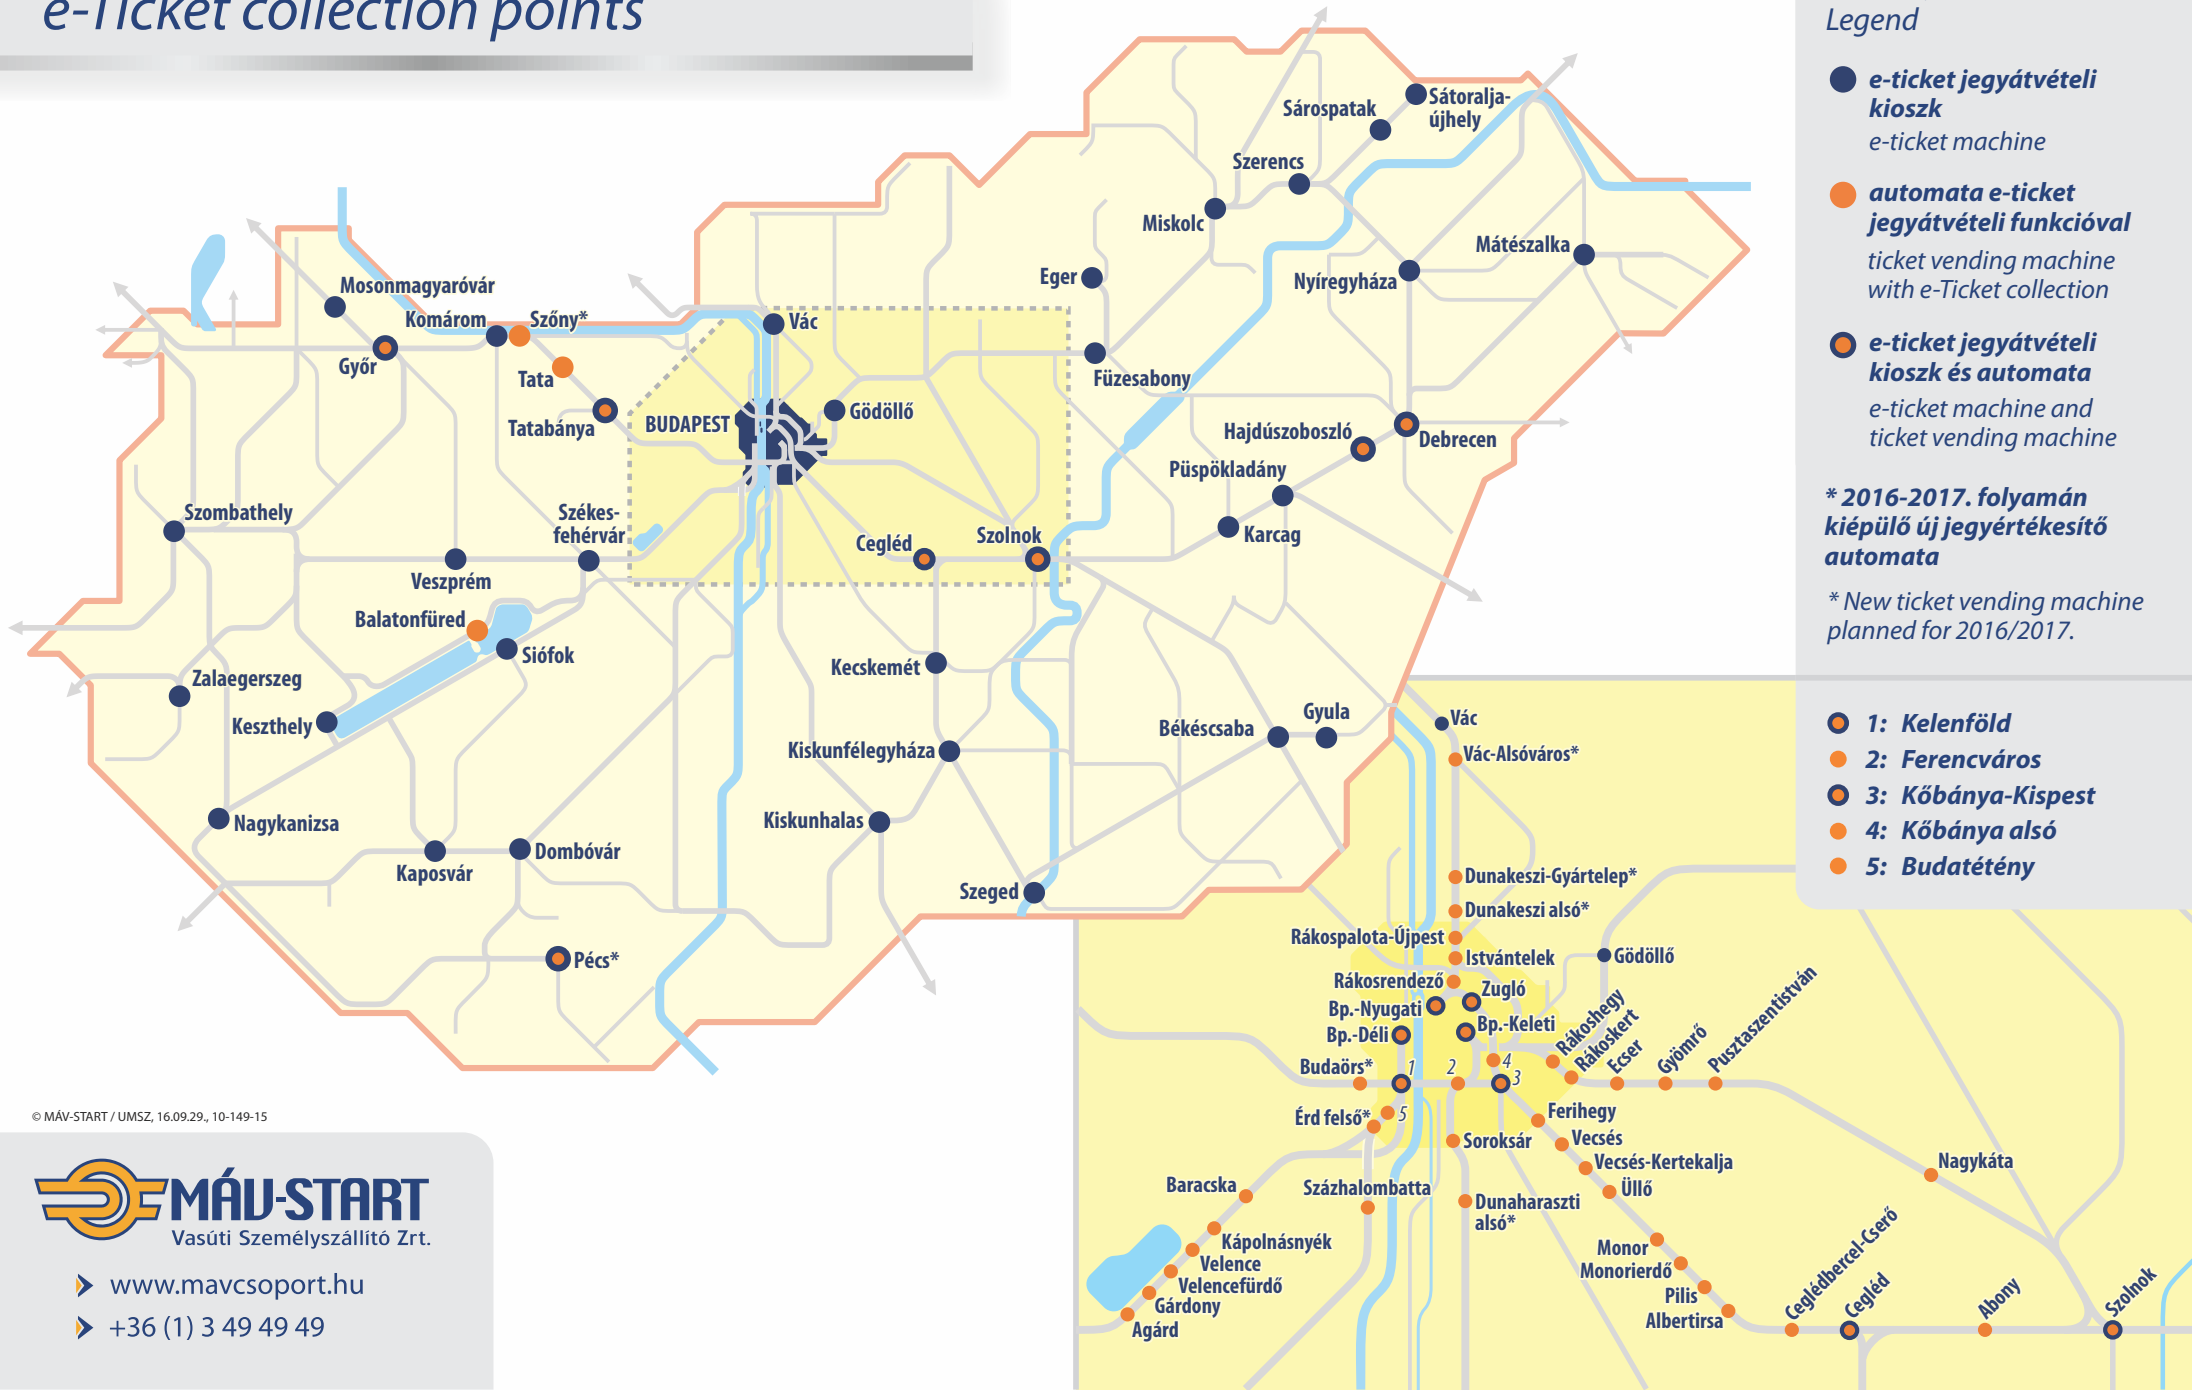 e-Ticket collection points
Legend
e-ticket jegyátvételi
kioszk
e-ticket machine
automata e-ticket
jegyátvételi funkcióval
ticket vending machine
with e-Ticket collection
e-ticket jegyátvételi
kioszk és automata
e-ticket machine and
ticket vending machine
* 2016-2017. folyamán
kiépülő új jegyértékesítő
automata
* New ticket vending machine
planned for 2016/2017.
1: Kelenföld
2: Ferencváros
3: Kőbánya-Kispest
4: Kőbánya alsó
5: Budatétény
Sátoralja-
újhely
Sárospatak
Szerencs
Miskolc
Mátészalka
Nyíregyháza
Eger
Füzesabony
Mosonmagyaróvár
Komárom
Szőny*
Győr
Tata
Tatabánya
Vác
BUDAPEST
Gödöllő
Hajdúszoboszló
Debrecen
Püspökladány
Karcag
Szombathely
Székes-
fehérvár
Veszprém
Cegléd
Szolnok
Balatonfüred
Siófok
Zalaegerszeg
Keszthely
Kecskemét
Békéscsaba
Gyula
Kiskunfélegyháza
Nagykanizsa
Kiskunhalas
Kaposvár
Dombóvár
Szeged
Pécs*
Vác
Vác-Alsóváros*
Dunakeszi-Gyártelep*
Dunakeszi alsó*
Rákospalota-Újpest
Istvántelek
Gödöllő
Rákosrendező
Zugló
Bp.-Nyugati
Bp.-Keleti
Bp.-Déli
Rákoshegy
Rákoskert
Ecser
Gyömrő
Pusztaszentistván
Budaörs*
1
2
4
3
Érd felső*
5
Ferihegy
Soroksár
Vecsés
Vecsés-Kertekalja
Üllő
Nagykáta
Baracska
Százhalombatta
Dunaharaszti
alsó*
Kápolnásnyék
Velence
Velencefürdő
Gárdony
Agárd
Monor
Monorierdő
Pilis
Albertirsa
Ceglédbercel-Cserő
Cegléd
Abony
Szolnok
© MÁV-START / UMSZ, 16.09.29., 10-149-15
MÁV-START
Vasúti Személyszállító Zrt.
www.mavcsoport.hu
+36 (1) 3 49 49 49